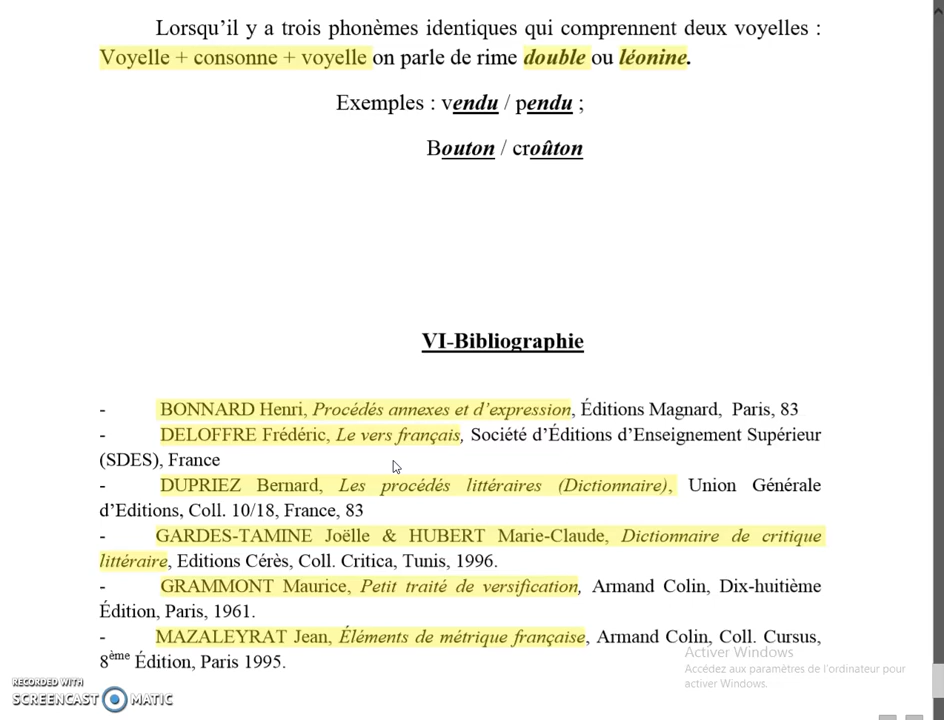 Lorsqu'il y a trois phonèmes identiques qui comprennent deux voyelles :
Voyelle + consonne + voyelle on parle de rime double ou léonine.
Exemples : vendu / pendu ;
Bouton / croûton
VI-Bibliographie
- BONNARD Henri, Procédés annexes et d'expression, Éditions Magnard, Paris, 83
- DELOFFRE Frédéric, Le vers français, Société d'Éditions d'Enseignement Supérieur
(SDES), France
- DUPRIEZ Bernard, Les procédés littéraires (Dictionnaire), Union Générale
d'Editions, Coll. 10/18, France, 83
- GARDES-TAMINE Joëlle & HUBERT Marie-Claude, Dictionnaire de critique
littéraire, Editions Cérès, Coll. Critica, Tunis, 1996.
- GRAMMONT Maurice, Petit traité de versification, Armand Colin, Dix-huitième
Édition, Paris, 1961.
- MAZALEYRAT Jean, Éléments de métrique française, Armand Colin, Coll. Cursus,
8ème Édition, Paris 1995.
Activer Windows
Accédez aux paramètres de l'ordinateur pour
activer Windows.
RECORDED WITH
SCREENCAST MATIC